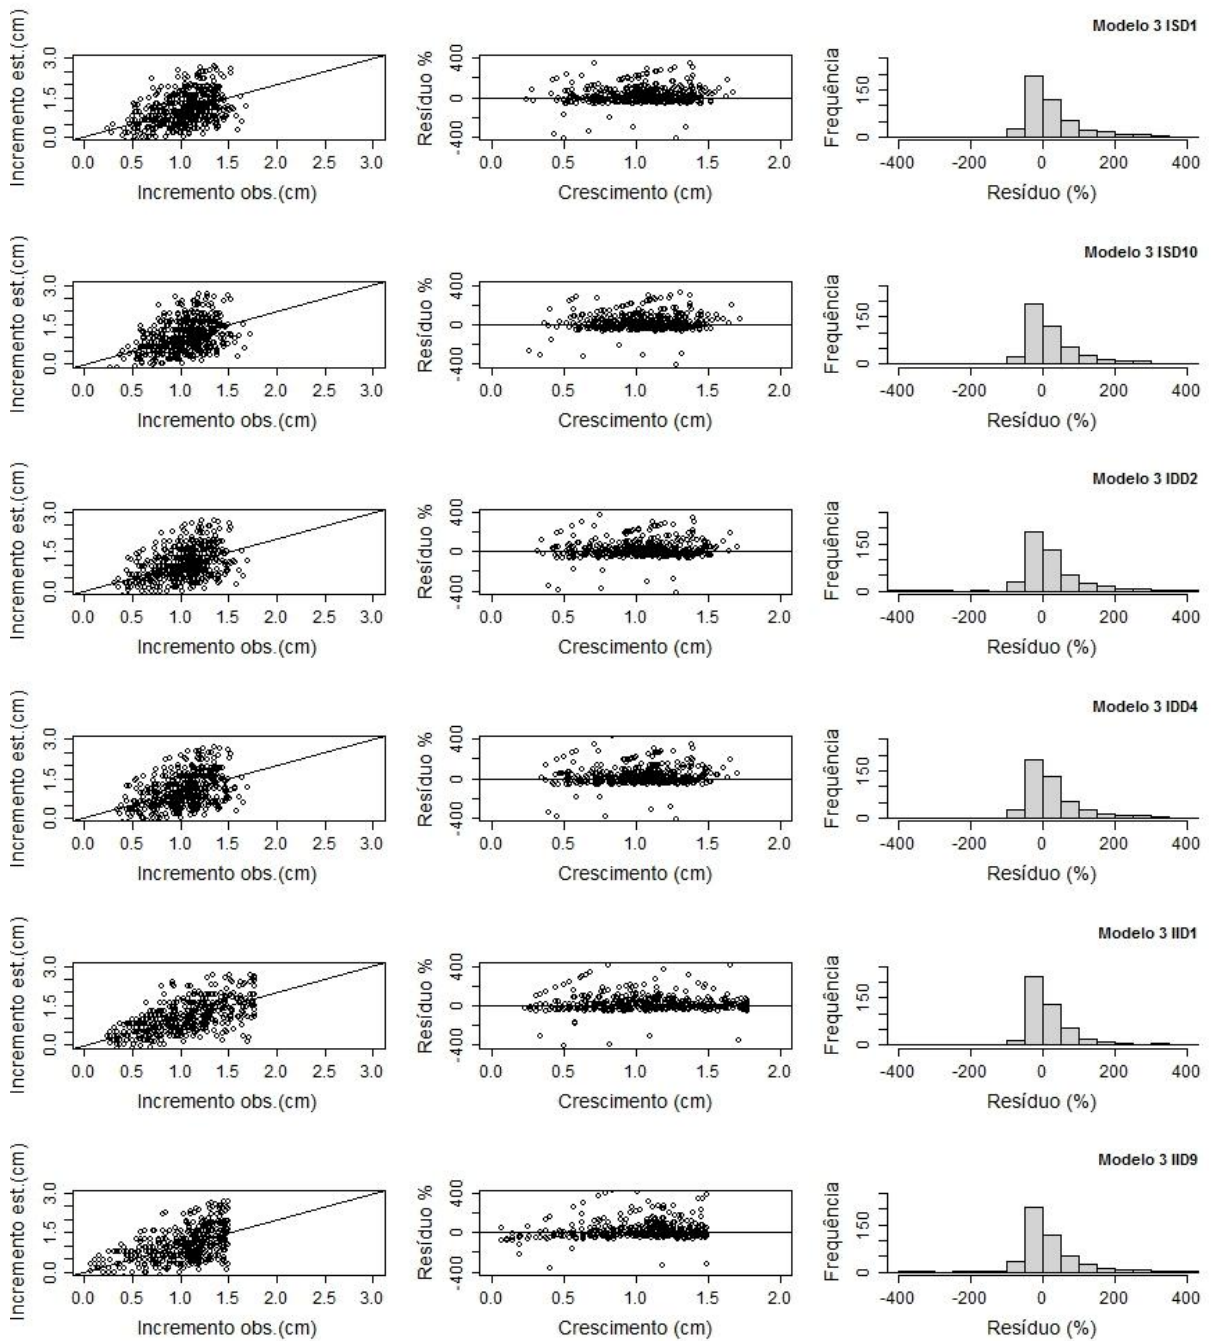 Modelo 3 ISD1
Incremento est.(cm)
0.0 1.5 3.0
0.0 0.5 1.0 1.5 2.0 2.5 3.0
Incremento obs.(cm)
Resíduo %
-400 0 400
0.0 0.5 1.0 1.5 2.0
Crescimento (cm)
Frequência
0 150
-400 -200 0 200 400
Resíduo (%)
Modelo 3 ISD10
Incremento est.(cm)
0.0 1.5 3.0
0.0 0.5 1.0 1.5 2.0 2.5 3.0
Incremento obs.(cm)
Resíduo %
-400 0 400
0.0 0.5 1.0 1.5 2.0
Crescimento (cm)
Frequência
0 150
-400 -200 0 200 400
Resíduo (%)
Modelo 3 IDD2
Incremento est.(cm)
0.0 1.5 3.0
0.0 0.5 1.0 1.5 2.0 2.5 3.0
Incremento obs.(cm)
Resíduo %
-400 0 400
0.0 0.5 1.0 1.5 2.0
Crescimento (cm)
Frequência
0 150
-400 -200 0 200 400
Resíduo (%)
Modelo 3 IDD4
Incremento est.(cm)
0.0 1.5 3.0
0.0 0.5 1.0 1.5 2.0 2.5 3.0
Incremento obs.(cm)
Resíduo %
-400 0 400
0.0 0.5 1.0 1.5 2.0
Crescimento (cm)
Frequência
0 150
-400 -200 0 200 400
Resíduo (%)
Modelo 3 IID1
Incremento est.(cm)
0.0 1.5 3.0
0.0 0.5 1.0 1.5 2.0 2.5 3.0
Incremento obs.(cm)
Resíduo %
-400 0 400
0.0 0.5 1.0 1.5 2.0
Crescimento (cm)
Frequência
0 150
-400 -200 0 200 400
Resíduo (%)
Modelo 3 IID9
Incremento est.(cm)
0.0 1.5 3.0
0.0 0.5 1.0 1.5 2.0 2.5 3.0
Incremento obs.(cm)
Resíduo %
-400 0 400
0.0 0.5 1.0 1.5 2.0
Crescimento (cm)
Frequência
0 150
-400 -200 0 200 400
Resíduo (%)